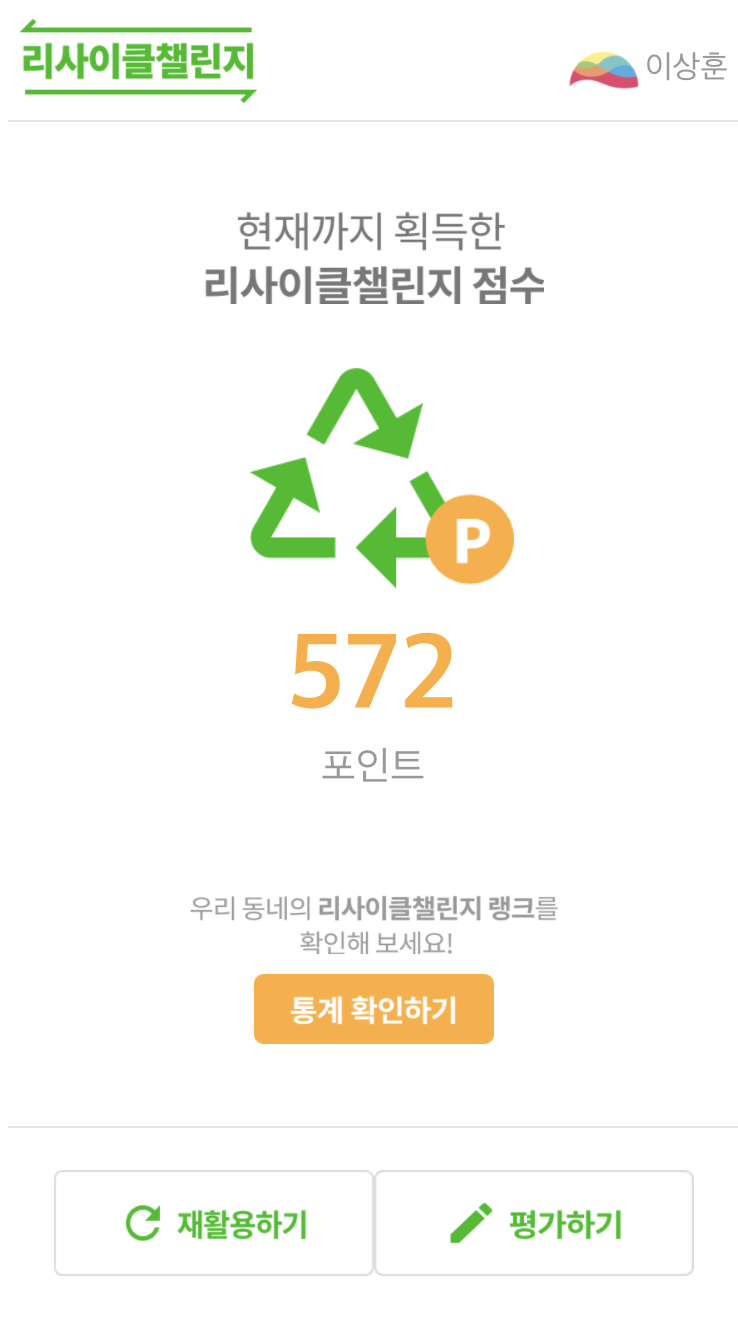 리사이클챌린지
이상훈
현재까지 획득한
리사이클챌린지 점수
P
572
포인트
우리 동네의 리사이클챌린지 랭크를
확인해 보세요!
통계 확인하기
재활용하기
평가하기